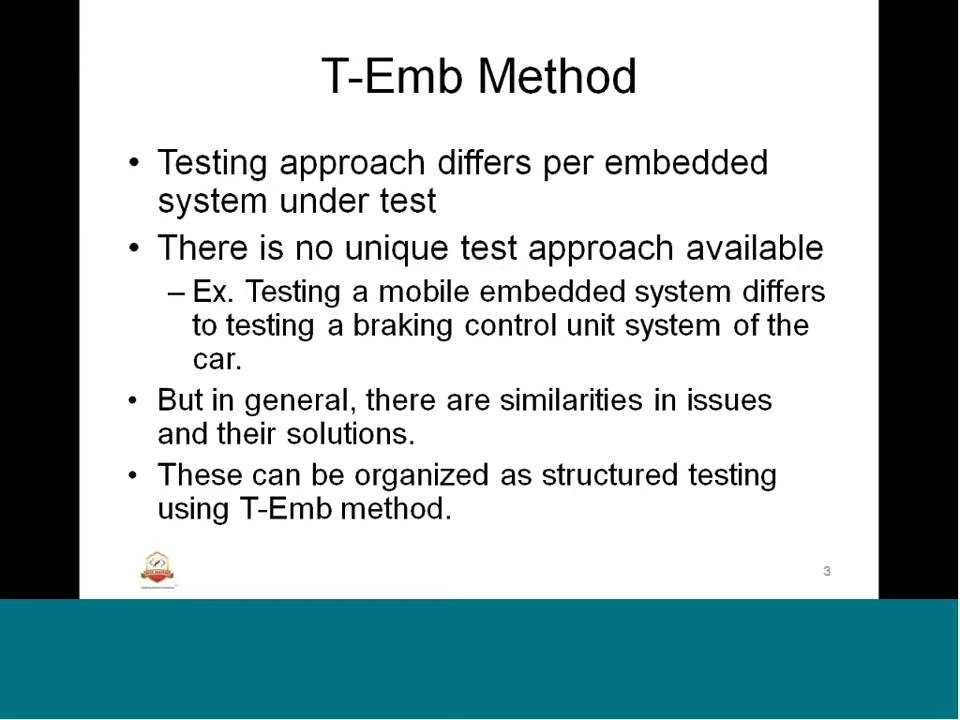 T-Emb Method
• Testing approach differs per embedded
system under test
• There is no unique test approach available
– Ex. Testing a mobile embedded system differs
to testing a braking control unit system of the
car.
• But in general, there are similarities in issues
and their solutions.
• These can be organized as structured testing
using T-Emb method.
3